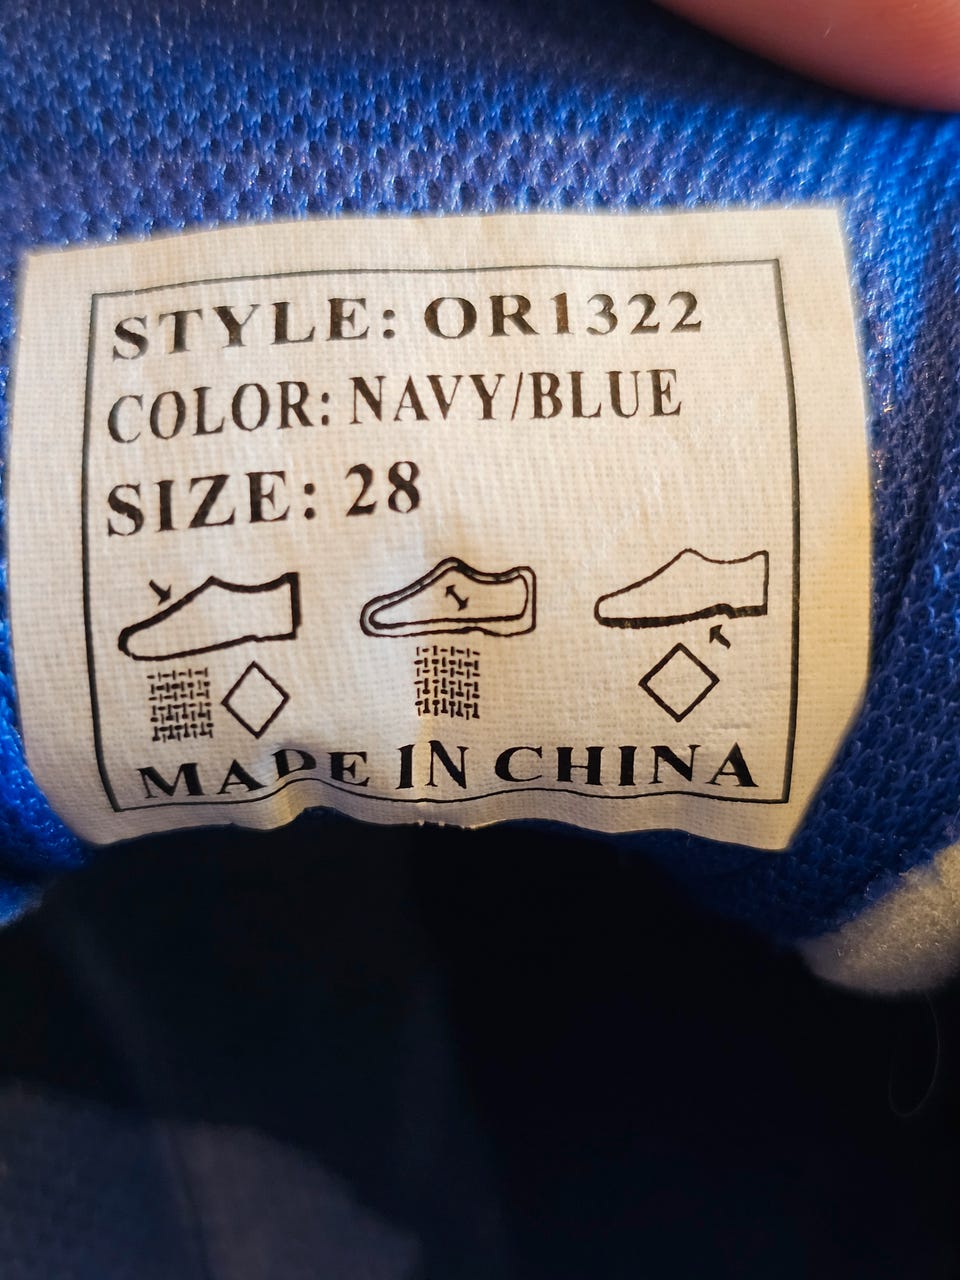 STYLE: OR1322
COLOR: NAVY/BLUE
SIZE: 28
MADE IN CHINA